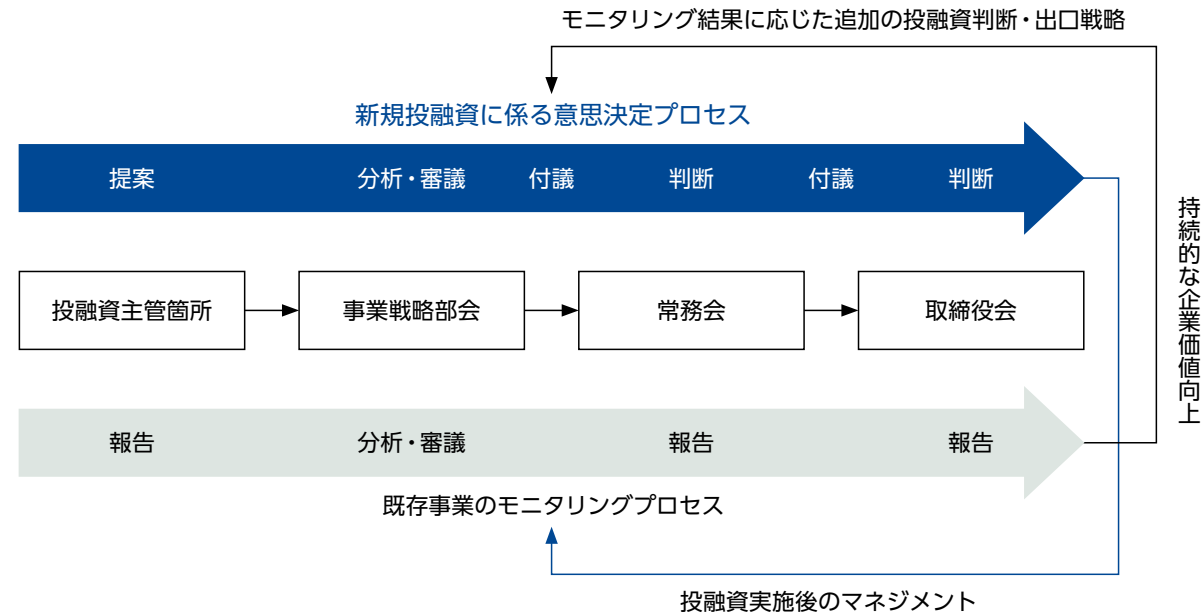 モニタリング結果に応じた追加の投融資判断・出口戦略
新規投融資に係る意思決定プロセス
提案 分析・審議 付議 判断 付議 判断
投融資主管箇所 事業戦略部会 常務会 取締役会
報告 分析・審議 報告 報告
既存事業のモニタリングプロセス
投融資実施後のマネジメント
持続的な企業価値向上